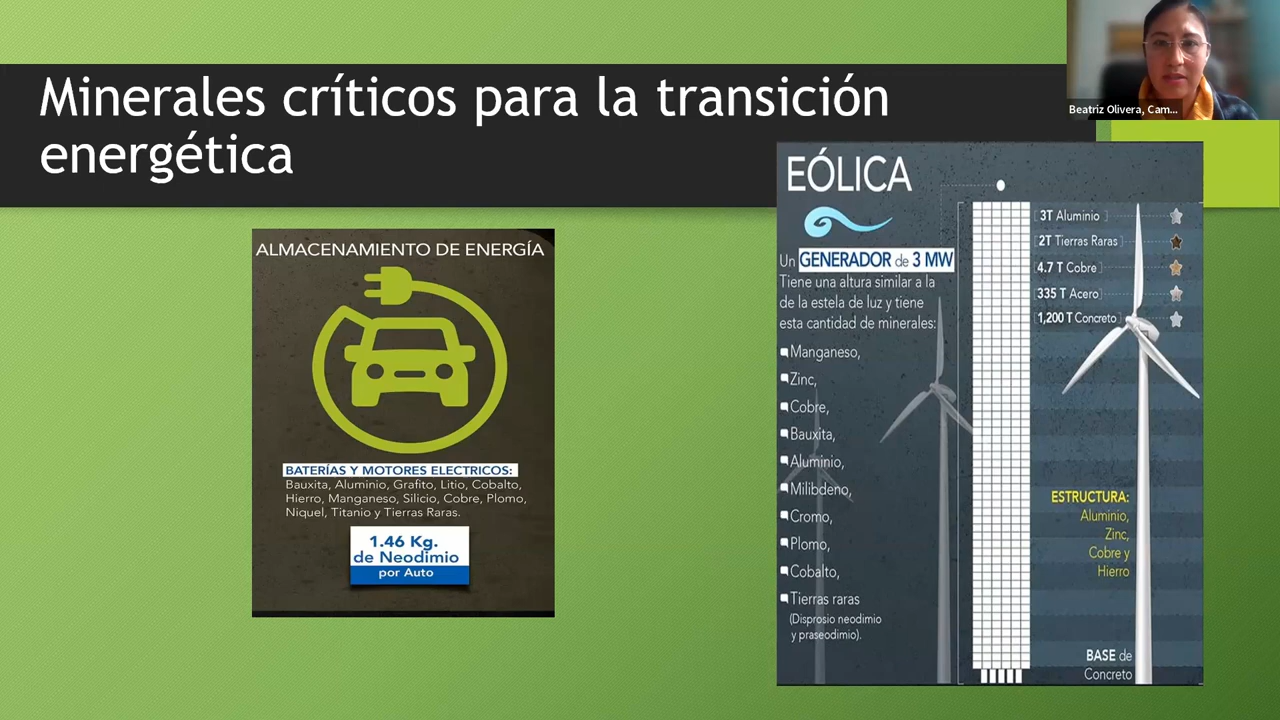 Minerales críticos para la transición
energética
Beatriz Olivera, Cam...
ALMACENAMIENTO DE ENERGÍA
BATERÍAS Y MOTORES ELECTRICOS:
Bauxita, Aluminio, Grafito, Litio, Cobalto,
Hierro, Manganeso, Silicio, Cobre, Plomo,
Niquel, Titanio y Tierras Raras.
1.46 Kg.
de Neodimio
por Auto
EÓLICA
Un GENERADOR de 3 MW
Tiene una altura similar a la
de la estela de luz y tiene
esta cantidad de minerales:
Manganeso,
Zinc,
Cobre,
Bauxita,
Aluminio,
Milibdeno,
Cromo,
Plomo,
Cobalto,
Tierras raras
(Disprosio neodimio
y praseodimio).
3T Aluminio
2T Tierras Raras
4.7 T Cobre
335 T Acero
1,200 T Concreto
ESTRUCTURA:
Aluminio,
Zinc,
Cobre y
Hierro
BASE de
Concreto